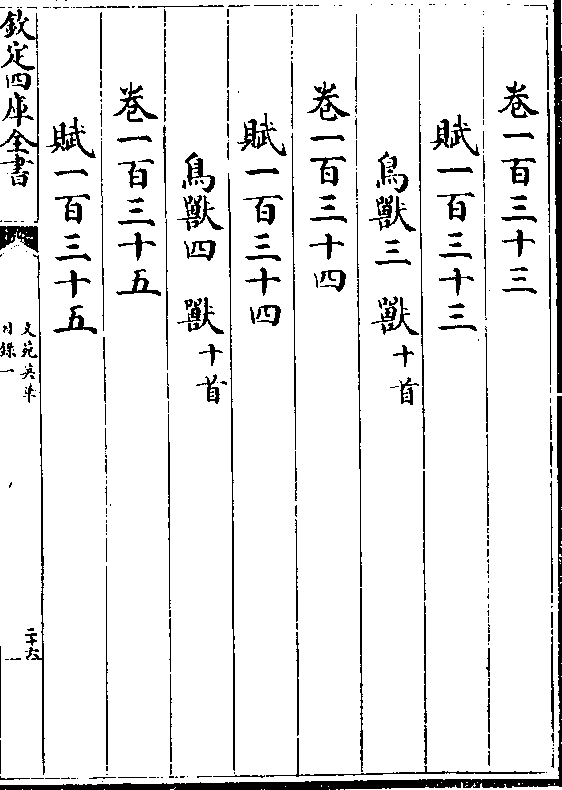 卷一百三十三
賦一百三十三
鳥獸三　獸十首
卷一百三十四
賦一百三十四
鳥獸四　獸十首
卷一百三十五
賦一百三十五
欽定四庫全書
文苑英華
目錄一
二十六